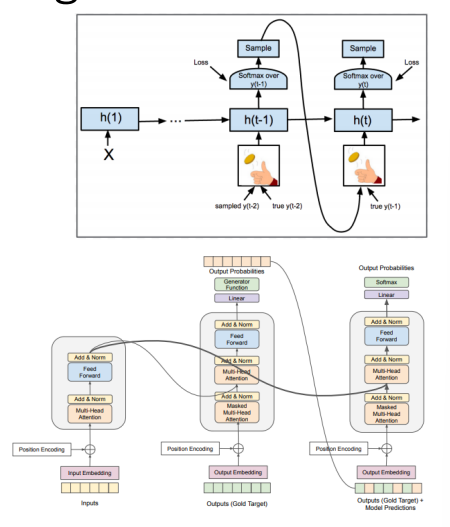 Sample
Sample
Loss
Loss
Softmax over
y(t-1)
Softmax over
y(t)
h(1)
...
h(t-1)
h(t)
X
sampled y(t-2)
true y(t-2)
true y(t-1)
Output Probabilities
Generator
Function
Linear
Add & Norm
Feed
Forward
Add & Norm
Multi-Head
Attention
Add & Norm
Masked
Multi-Head
Attention
Position Encoding
Output Embedding
Outputs (Gold Target)
Output Probabilities
Softmax
Linear
Add & Norm
Feed
Forward
Add & Norm
Multi-Head
Attention
Add & Norm
Masked
Multi-Head
Attention
Position Encoding
Output Embedding
Outputs (Gold Target) +
Model Predictions
Add & Norm
Feed
Forward
Add & Norm
Multi-Head
Attention
Position Encoding
Input Embedding
Inputs